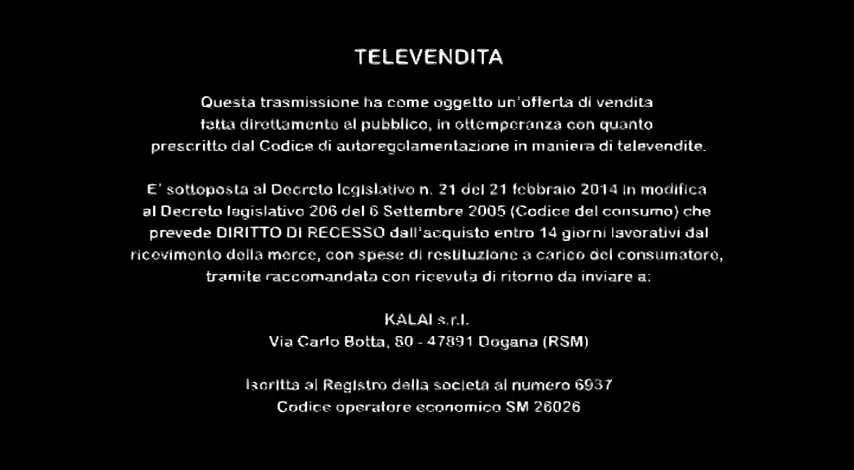 TELEVENDITA
Questa trasmissione ha come oggetto un'offerta di vendita
fatta direttamente al pubblico, in ottemperanza con quanto
prescritto dal Codice di autoregolamentazione in maniera di televendite.
E' sottoposta al Decreto legislativo n. 21 del 21 febbraio 2014 in modifica
al Decreto legislativo 206 del 6 Settembre 2005 (Codice del consumo) che
prevede DIRITTO DI RECESSO dall'acquisto entro 14 giorni lavorativi dal
ricevimento della merce, con spese di restituzione a carico del consumatore,
tramite raccomandata con ricevuta di ritorno da inviare a:
KALAI s.r.l.
Via Carlo Botta, 80 - 47891 Dogana (RSM)
Iscritta al Registro della società al numero 6937
Codice operatore economico SM 26026